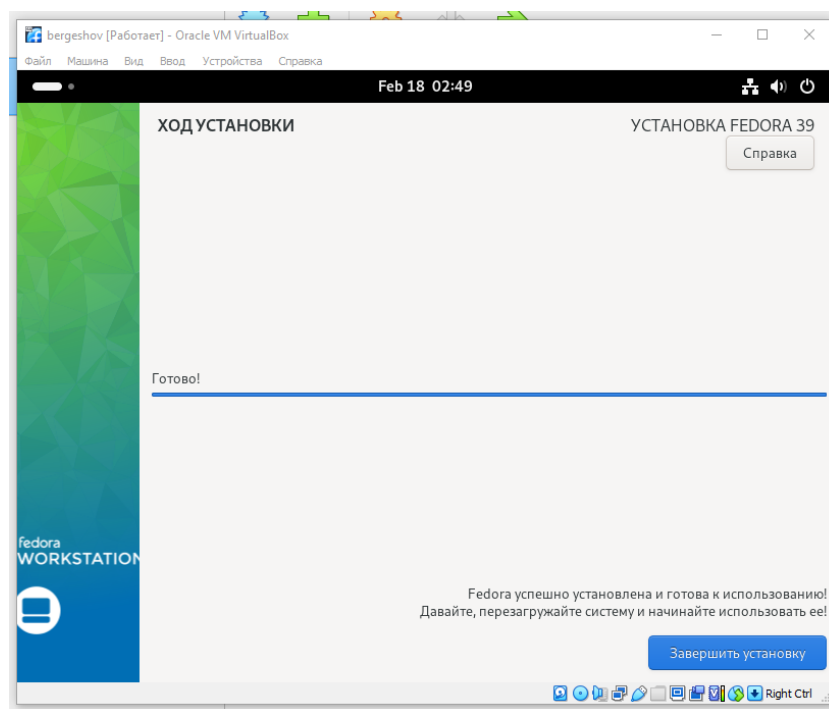 bergeshov [Работает] - Oracle VM VirtualBox
Файл Машина Вид Ввод Устройства Справка
Feb 18 02:49
ХОД УСТАНОВКИ
УСТАНОВКА FEDORA 39
Справка
Готово!
fedora
WORKSTATION
Fedora успешно установлена и готова к использованию!
Давайте, перезагружайте систему и начинайте использовать ее!
Завершить установку
Right Ctrl